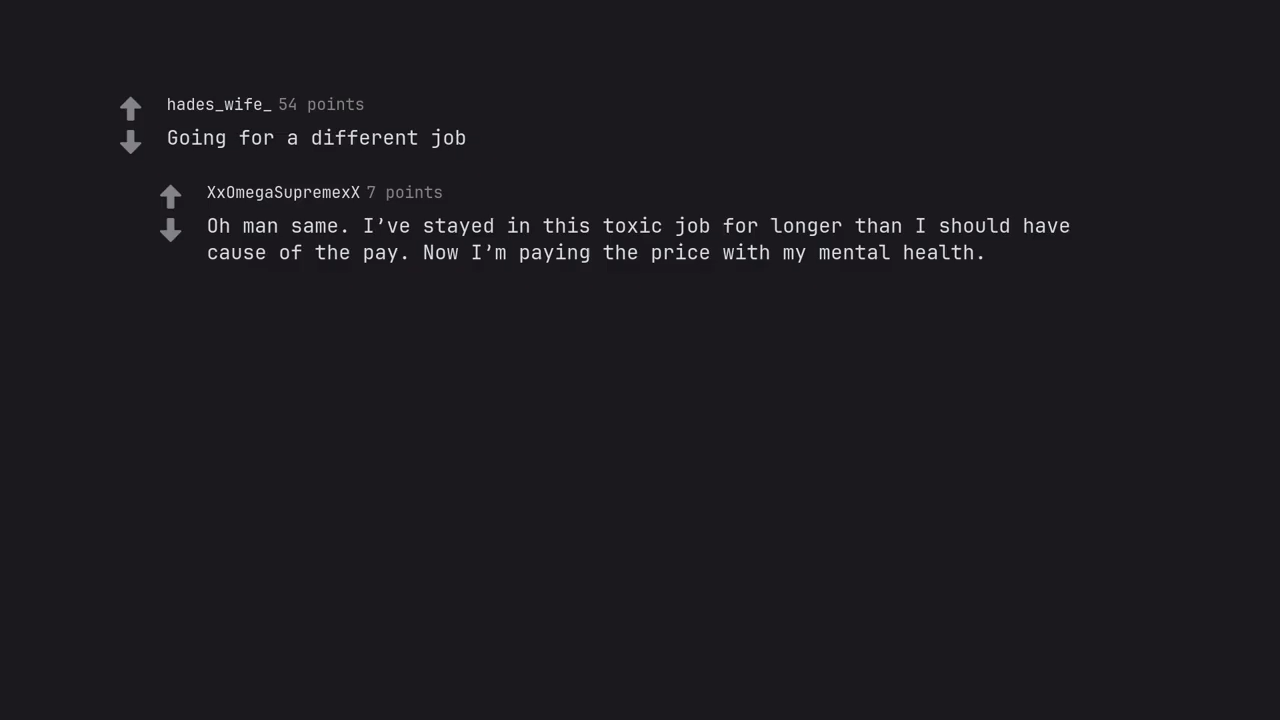 hades_wife_ 54 points
Going for a different job
XxOmegaSupremexX 7 points
Oh man same. I’ve stayed in this toxic job for longer than I should have
cause of the pay. Now I’m paying the price with my mental health.